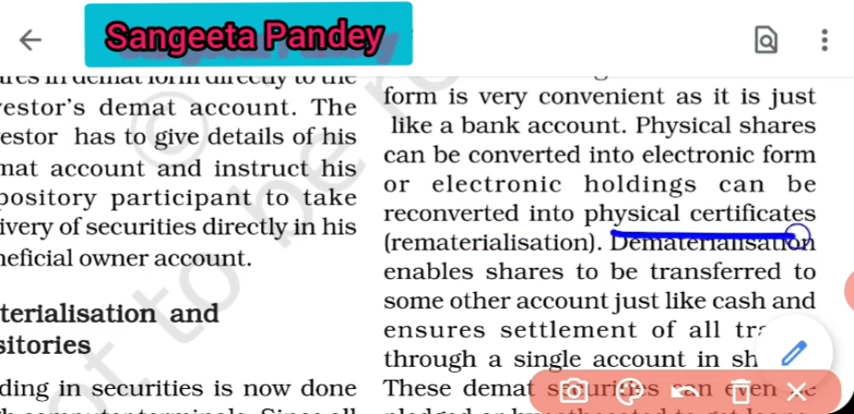 Sangeeta Pandey
estor's demat account. The
estor has to give details of his
mat account and instruct his
pository participant to take
ivery of securities directly in his
neficial owner account.
terialisation and
sitories
ding in securities is now done
form is very convenient as it is just
like a bank account. Physical shares
can be converted into electronic form
or electronic holdings can be
reconverted into physical certificates
(rematerialisation). Dematerialisation
enables shares to be transferred to
some other account just like cash and
ensures settlement of all
through a single account in sh
These demat securities can even